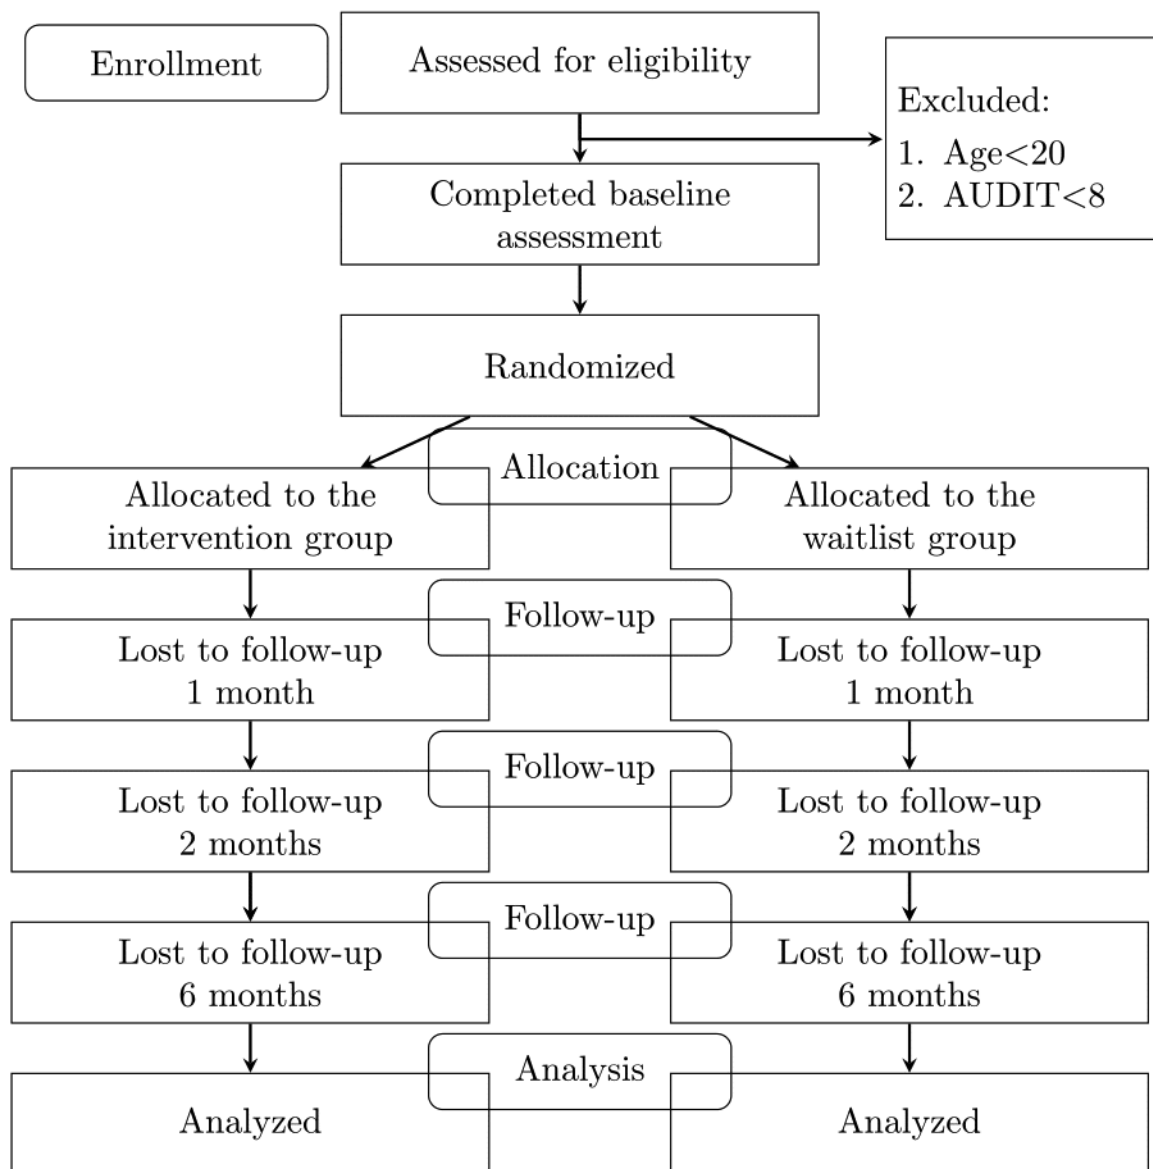 Enrollment
Assessed for eligibility
Excluded:
1. Age<20
2. AUDIT<8
Completed baseline
assessment
Randomized
Allocation
Allocated to the
intervention group
Allocated to the
waitlist group
Follow-up
Lost to follow-up
1 month
Lost to follow-up
1 month
Follow-up
Lost to follow-up
2 months
Lost to follow-up
2 months
Follow-up
Lost to follow-up
6 months
Lost to follow-up
6 months
Analysis
Analyzed
Analyzed